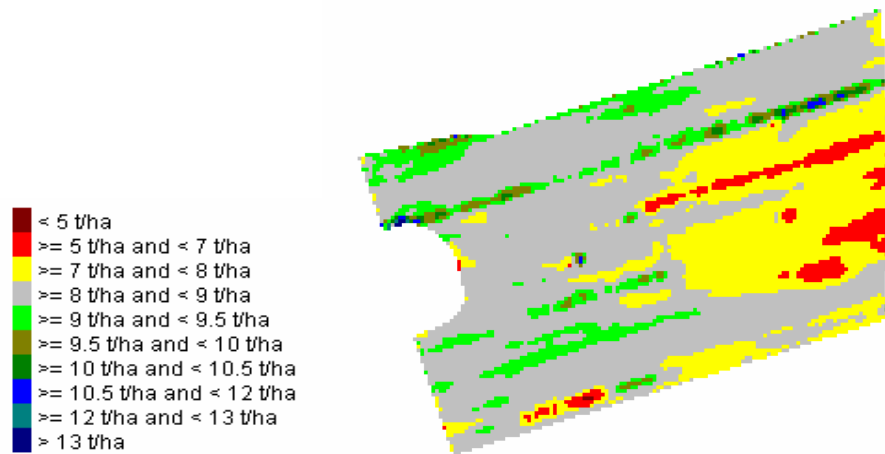 < 5 t/ha
>= 5 t/ha and < 7 t/ha
>= 7 t/ha and < 8 t/ha
>= 8 t/ha and < 9 t/ha
>= 9 t/ha and < 9.5 t/ha
>= 9.5 t/ha and < 10 t/ha
>= 10 t/ha and < 10.5 t/ha
>= 10.5 t/ha and < 12 t/ha
>= 12 t/ha and < 13 t/ha
> 13 t/ha